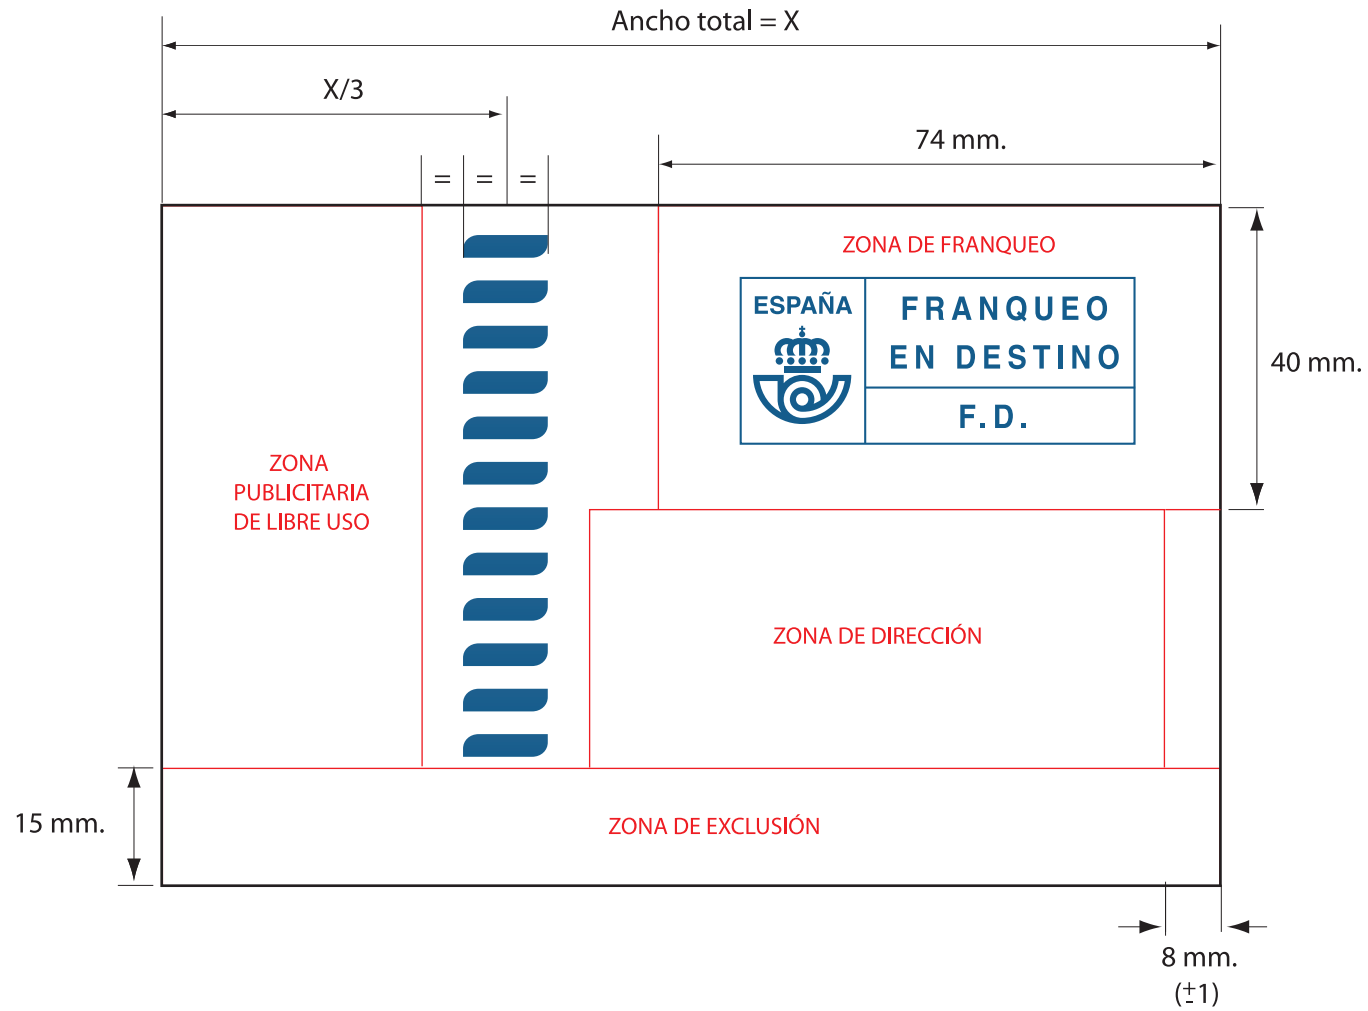 Ancho total = X
X/3
74 mm.
= = =
ZONA DE FRANQUEO
ESPAÑA
FRANQUEO
EN DESTINO
F.D.
40 mm.
ZONA
PUBLICITARIA
DE LIBRE USO
ZONA DE DIRECCIÓN
15 mm.
ZONA DE EXCLUSIÓN
8 mm.
(±1)